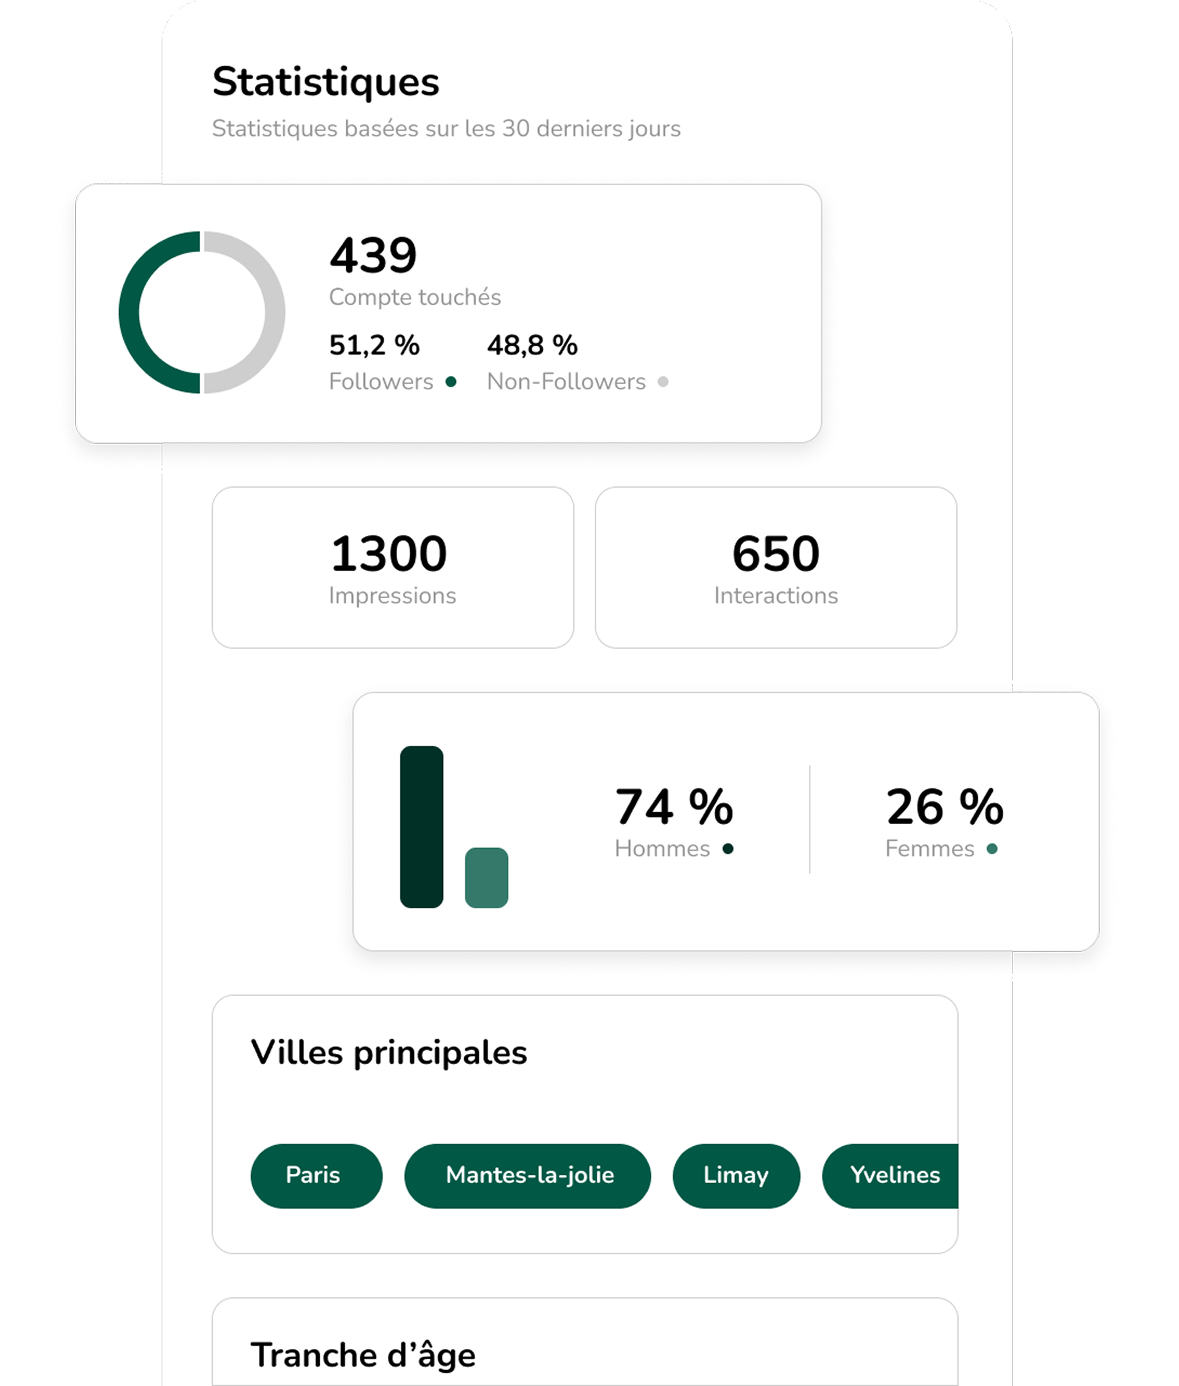 Statistiques
Statistiques basées sur les 30 derniers jours
439
Compte touchés
51,2 % 48,8 %
Followers Non-Followers
1300 650
Impressions Interactions
74 % 26 %
Hommes Femmes
Villes principales
Paris Mantes-la-jolie Limay Yvelines
Tranche d’âge